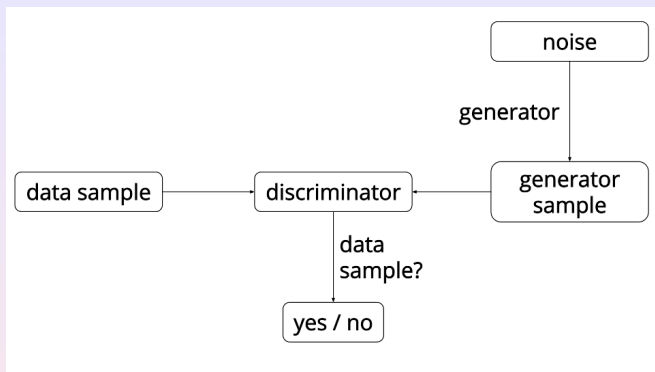 noise
generator
data sample
discriminator
generator
sample
data
sample?
yes / no